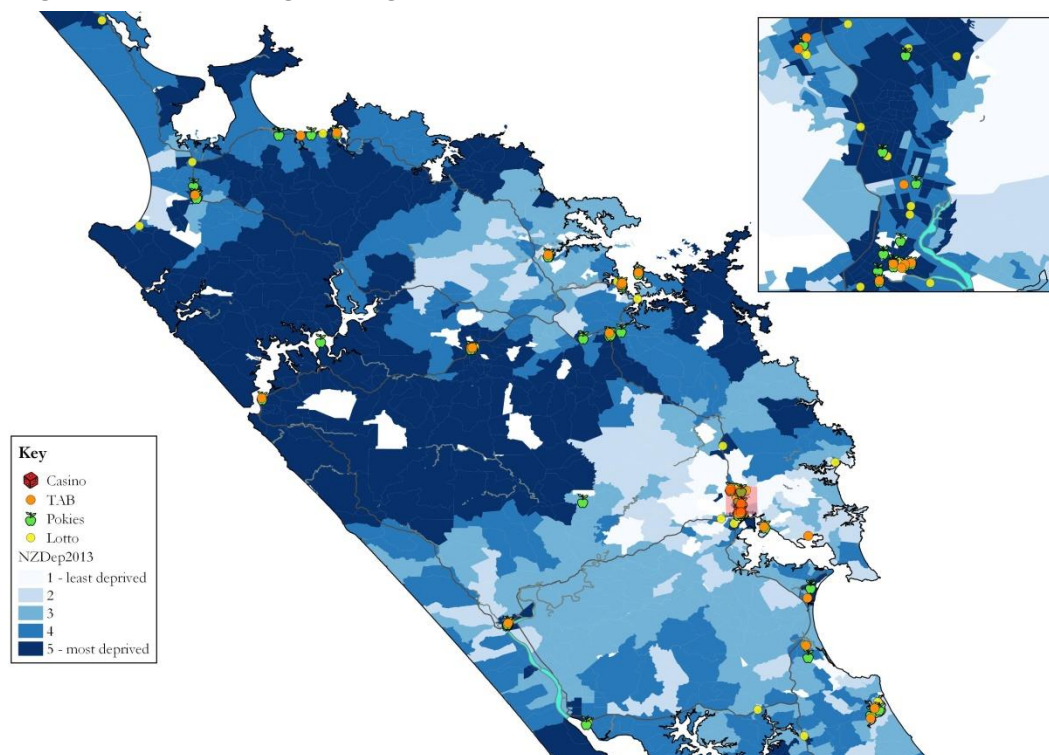 Key
Casino
TAB
Pokies
Lotto
NZDep2013
1 - least deprived
2
3
4
5 - most deprived